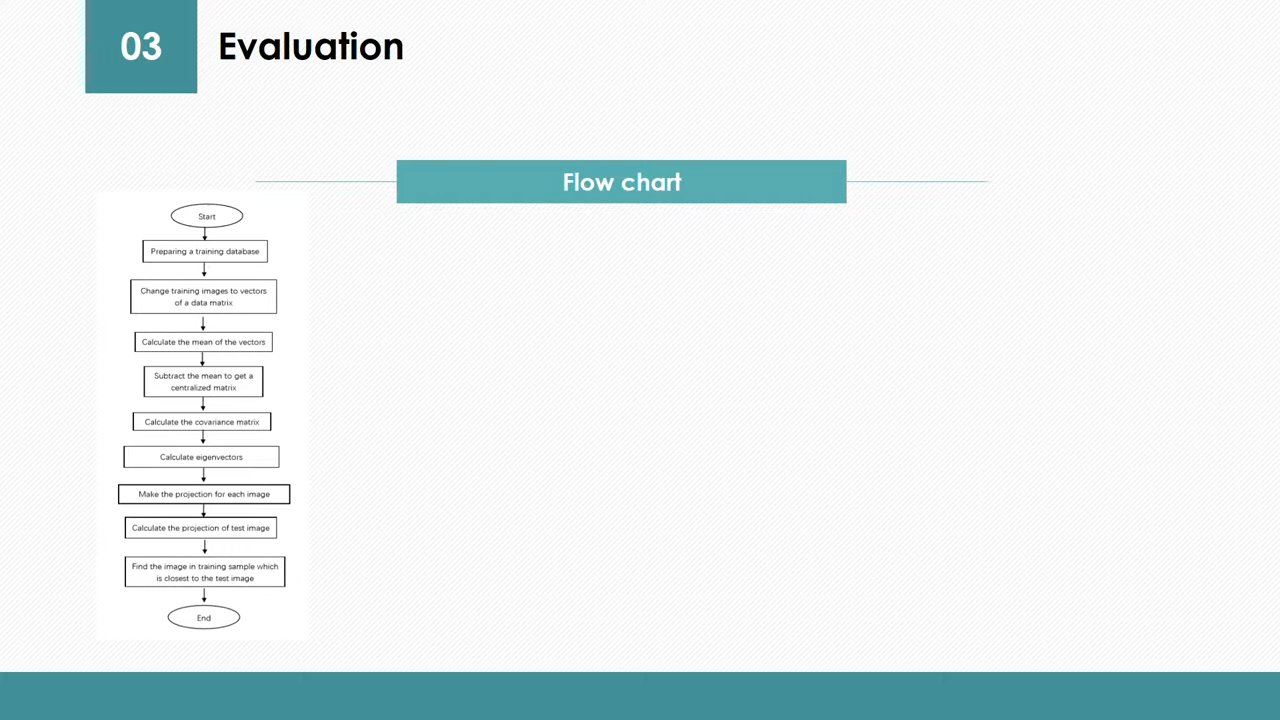 03
Evaluation
Flow chart
Start
Preparing a training database
Change training images to vectors
of a data matrix
Calculate the mean of the vectors
Subtract the mean to get a
centralized matrix
Calculate the covariance matrix
Calculate eigenvectors
Make the projection for each image
Calculate the projection of test image
Find the image in training sample which
is closest to the test image
End